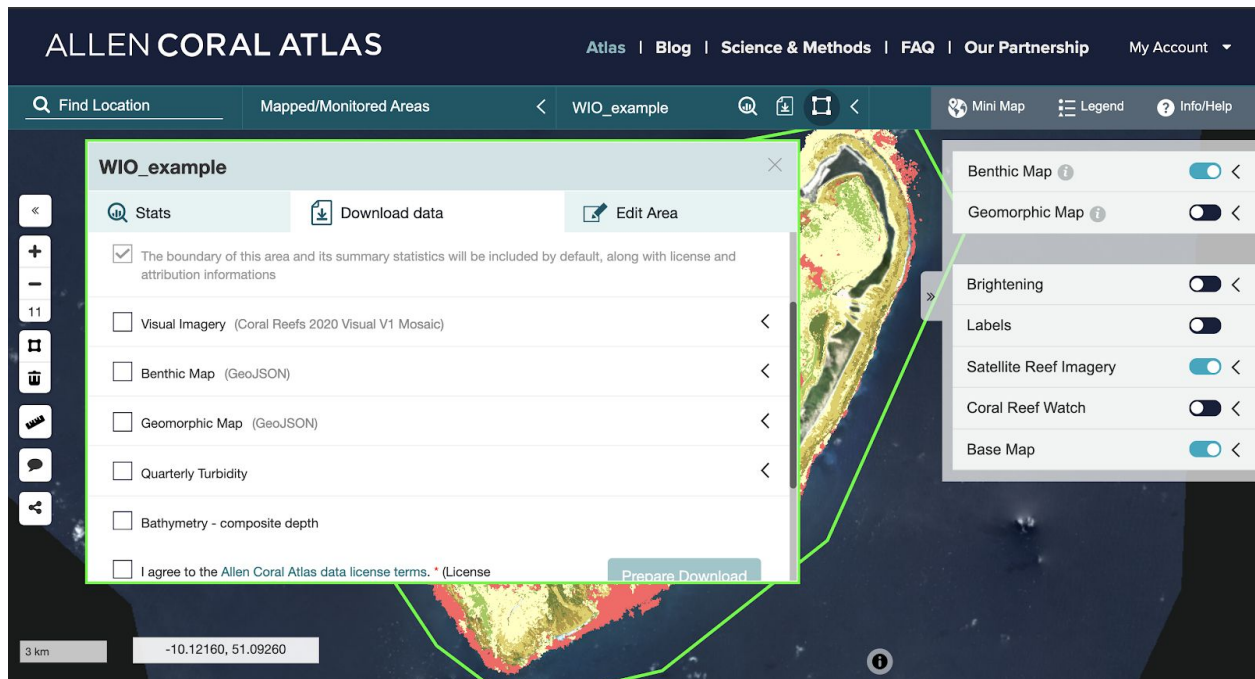 ALLEN CORAL ATLAS
Atlas | Blog | Science & Methods | FAQ | Our Partnership My Account
Find Location Mapped/Monitored Areas WIO_example Mini Map Legend Info/Help
WIO_example
Stats Download data Edit Area
The boundary of this area and its summary statistics will be included by default, along with license and
attribution informations
Visual Imagery (Coral Reefs 2020 Visual V1 Mosaic)
Benthic Map (GeoJSON)
Geomorphic Map (GeoJSON)
Quarterly Turbidity
Bathymetry - composite depth
I agree to the Allen Coral Atlas data license terms. * (License
Prepare Download
11
Benthic Map
Geomorphic Map
Brightening
Labels
Satellite Reef Imagery
Coral Reef Watch
Base Map
3 km
-10.12160, 51.09260